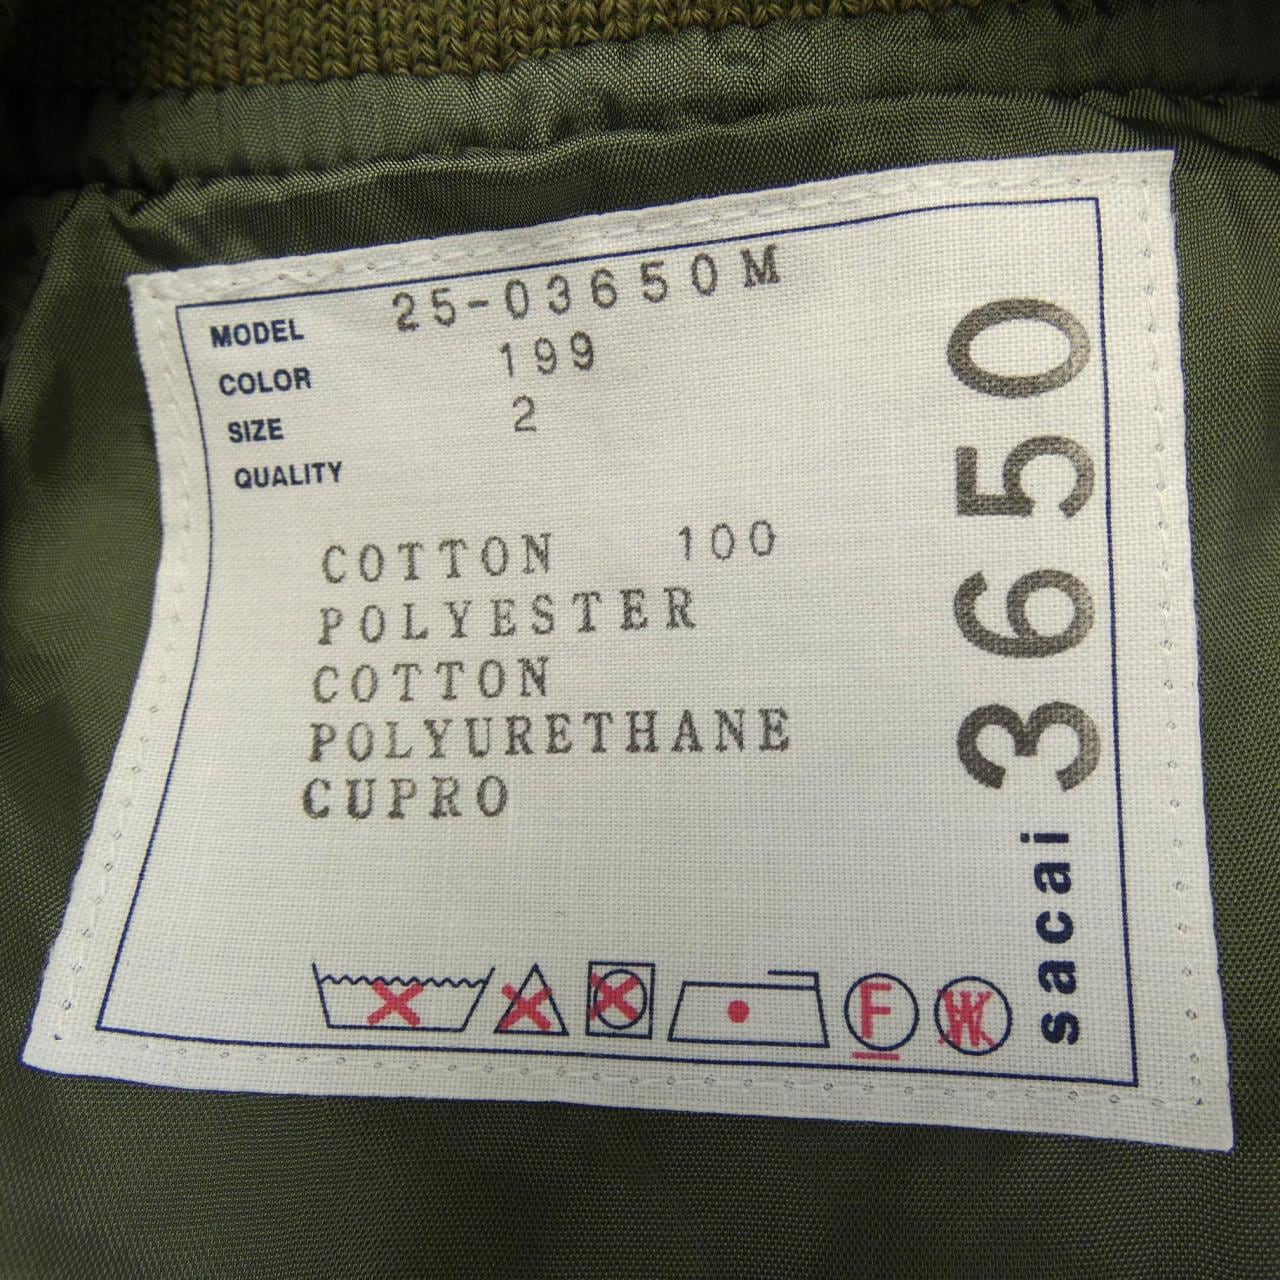 MODEL 25-03650M
COLOR 199
SIZE 2
QUALITY
COTTON 100
POLYESTER
COTTON
POLYURETHANE
CUPRO
F
W
sacai 3650